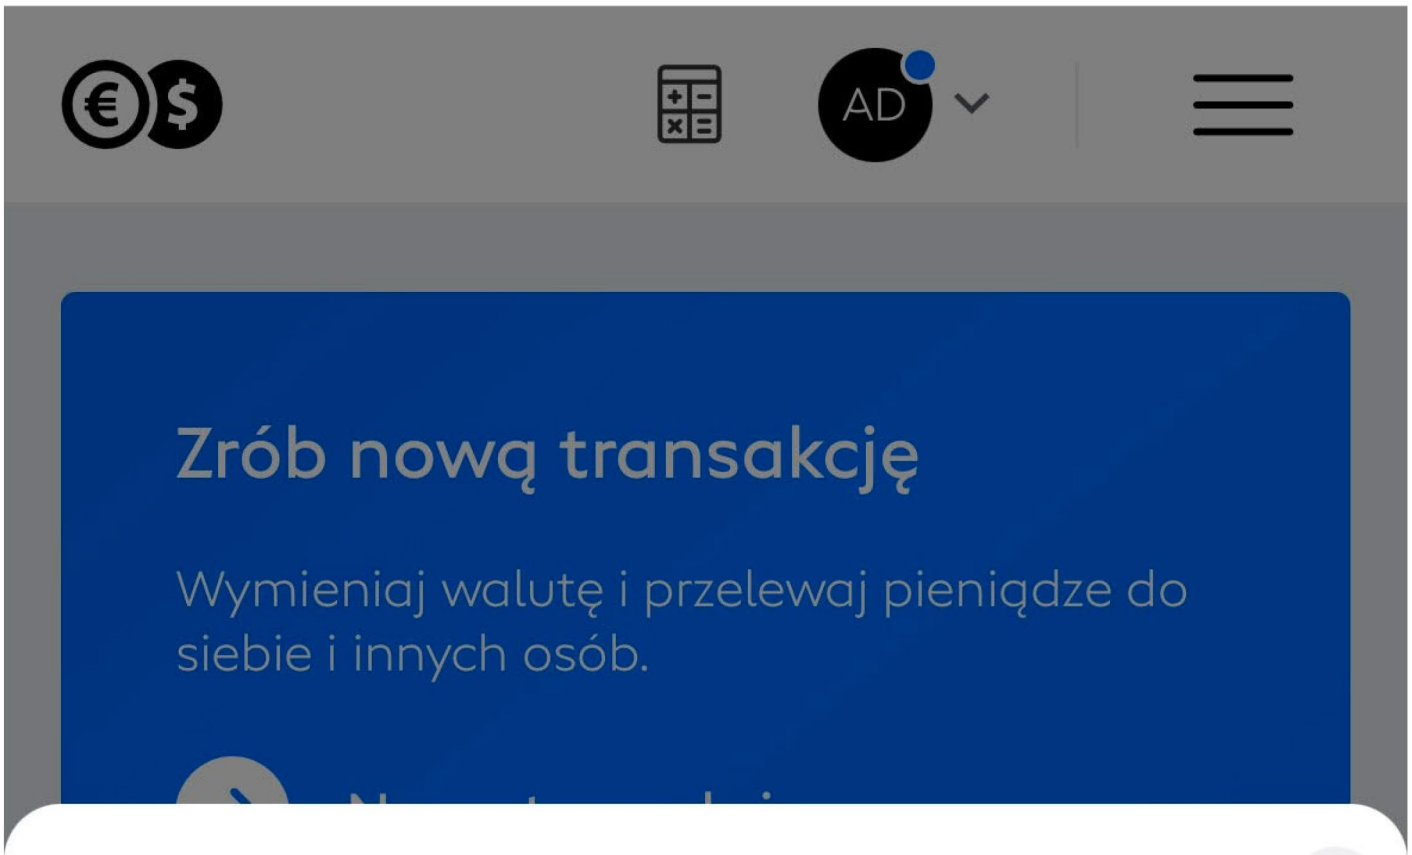 € $
AD
Zrób nową transakcję
Wymieniaj walutę i przelewaj pieniądze do
siebie i innych osób.